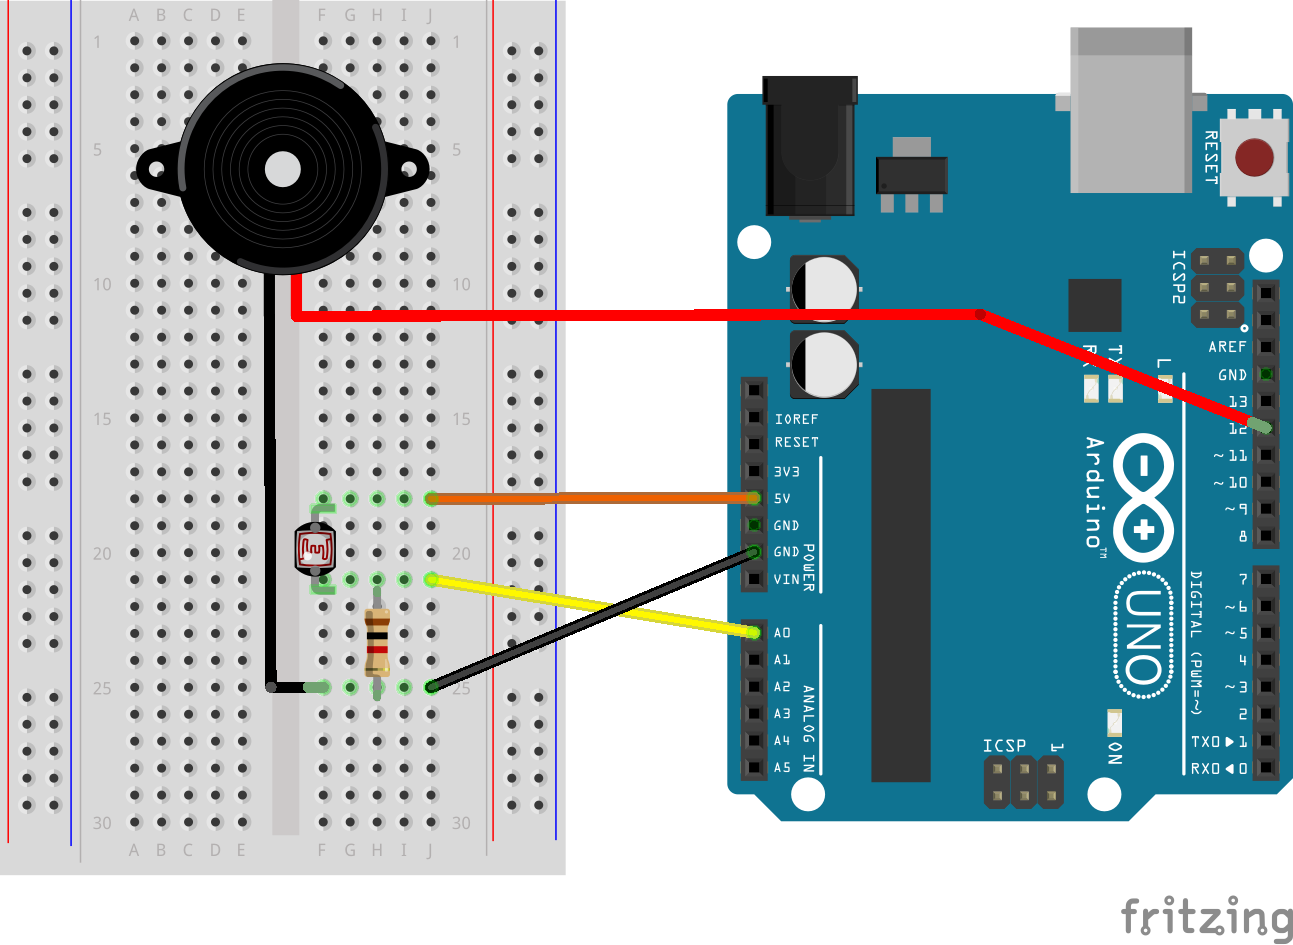 A B C D E F G H I J
1 1
5 5
10 10
15 15
20 20
25 25
30 30
A B C D E F G H I J
RESET
ICSP2
AREF
GND
13
12
~11
~10
~9
8
7
~6
~5
4
~3
2
TX0 1
RX0 0
DIGITAL (PWM=~)
L
IOREF
RESET
3V3
5V
GND
GND
VIN
POWER
A0
A1
A2
A3
A4
A5
ANALOG IN
Arduino™
UNO
ON
ICSP
1
fritzing